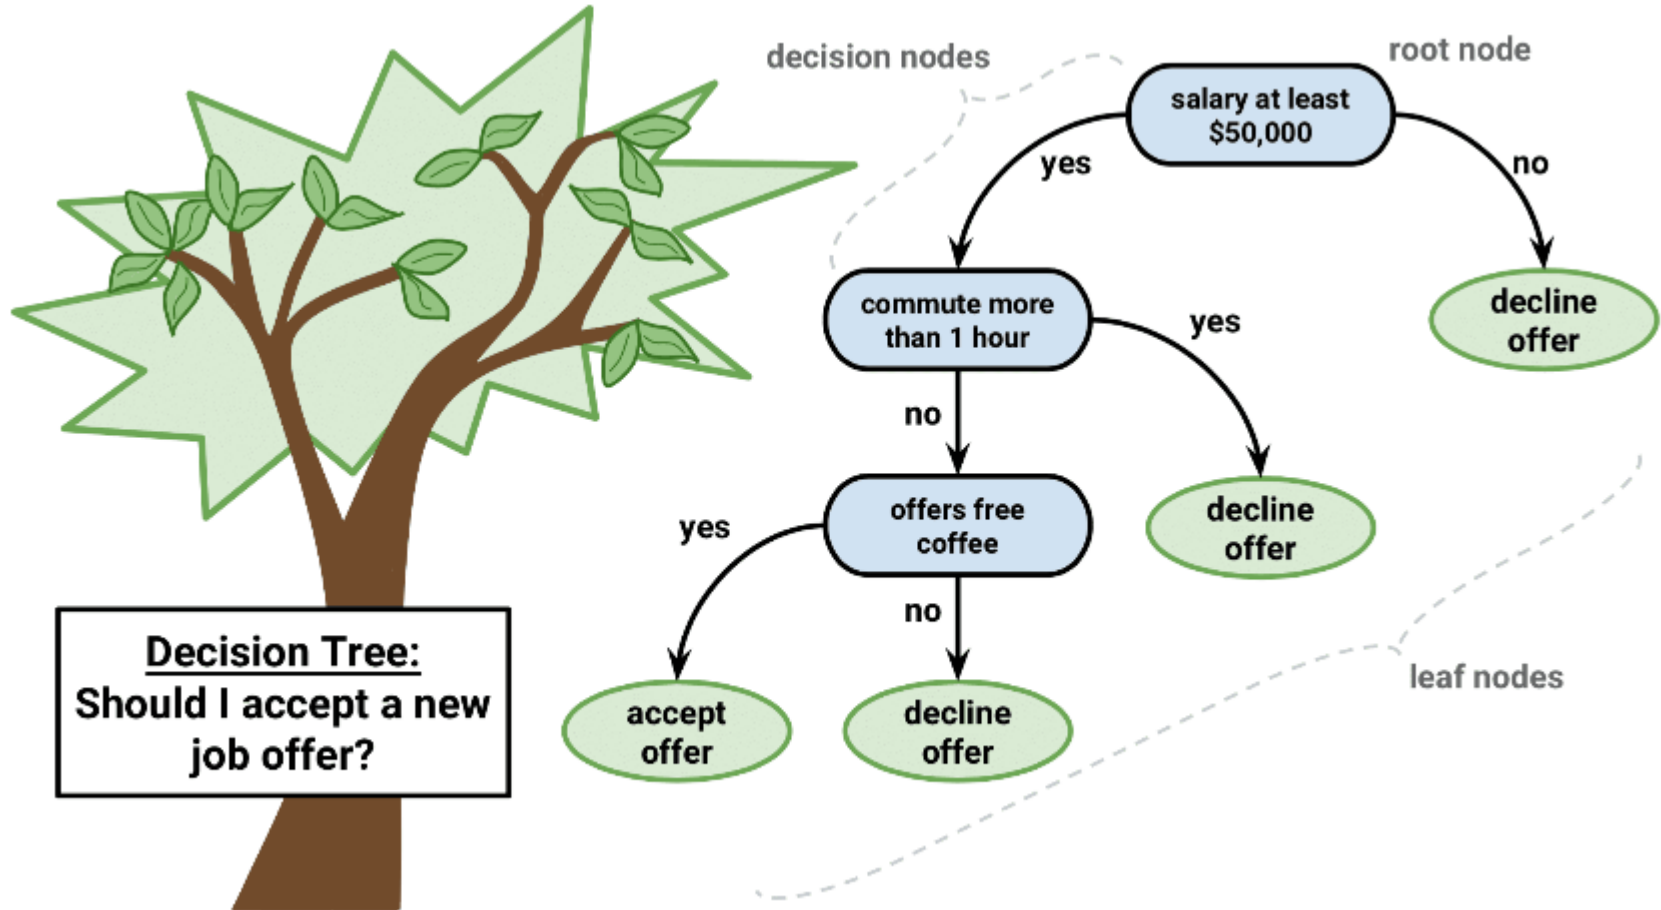 decision nodes
root node
salary at least
$50,000
yes
no
commute more
than 1 hour
yes
decline
offer
no
offers free
coffee
yes
decline
offer
no
accept
offer
decline
offer
leaf nodes
Decision Tree:
Should I accept a new
job offer?